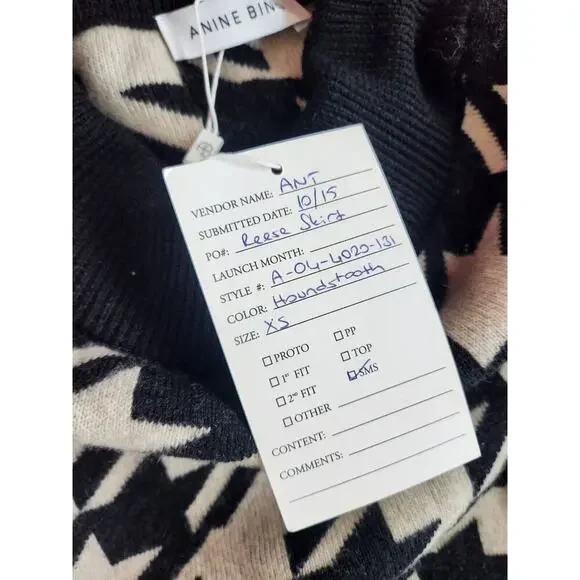 ANINE BIN
VENDOR NAME: ANT
SUBMITTED DATE: 10/15
PO#: Reese Skirt
LAUNCH MONTH:
STYLE #: A-04-4020-131
COLOR: Houndstooth
SIZE: XS
☐ PROTO ☐ PP
☐ 1st FIT ☐ TOP
☐ 2nd FIT ☑ SMS
☐ OTHER
CONTENT:
COMMENTS: